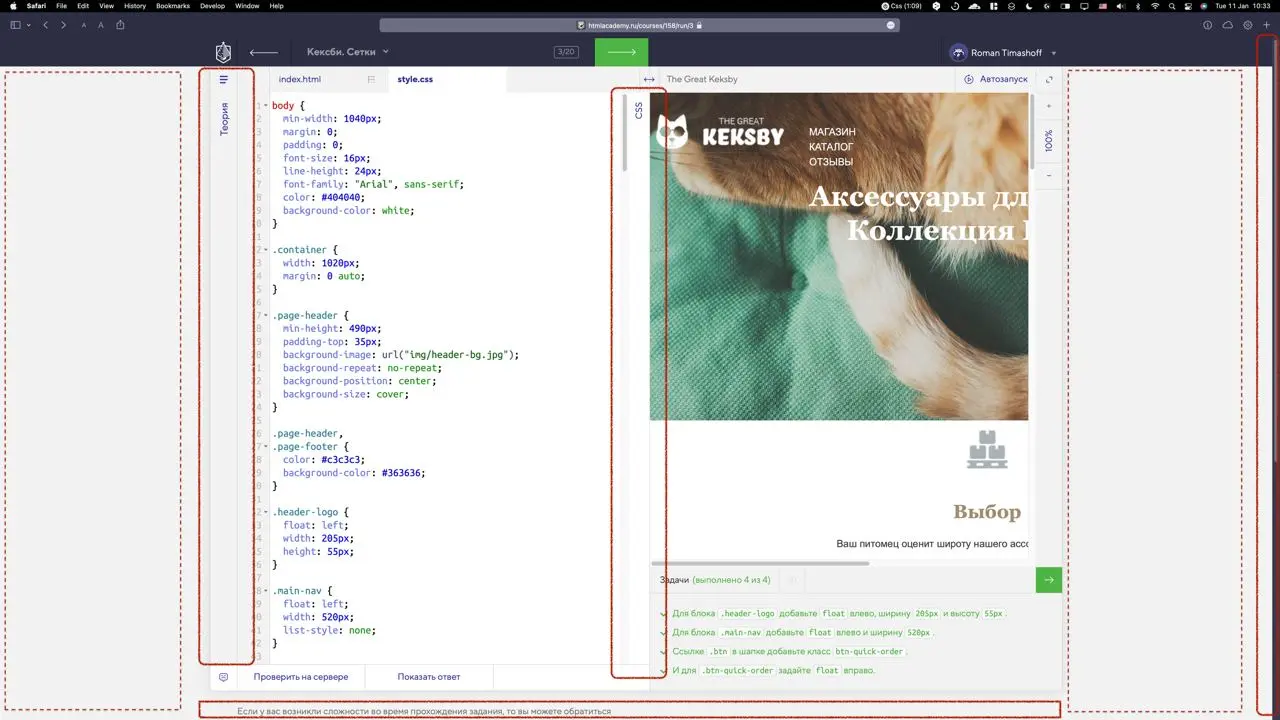 Safari File Edit View History Bookmarks Develop Window Help
Css (1:09)
Tue 11 Jan 10:33
A A
htmlacademy.ru/courses/158/run/3
Кексби. Сетки
3/20
Roman Timashoff
index.html
style.css
The Great Keksby
Автозапуск
Теория
CSS
100%
body {
min-width: 1040px;
margin: 0;
padding: 0;
font-size: 16px;
line-height: 24px;
font-family: "Arial", sans-serif;
color: #404040;
background-color: white;
}
.container {
width: 1020px;
margin: 0 auto;
}
.page-header {
min-height: 490px;
padding-top: 35px;
background-image: url("img/header-bg.jpg");
background-repeat: no-repeat;
background-position: center;
background-size: cover;
}
.page-header,
.page-footer {
color: #c3c3c3;
background-color: #363636;
}
.header-logo {
float: left;
width: 205px;
height: 55px;
}
.main-nav {
float: left;
width: 520px;
list-style: none;
}
THE GREAT
KEKSBY
МАГАЗИН
КАТАЛОГ
ОТЗЫВЫ
Аксессуары дл
Коллекция
Выбор
Ваш питомец оценит широту нашего ассо
Задачи (выполнено 4 из 4)
Для блока .header-logo добавьте float влево, ширину 205px и высоту 55px.
Для блока .main-nav добавьте float влево и ширину 520px.
Ссылке .btn в шапке добавьте класс btn-quick-order.
И для .btn-quick-order задайте float вправо.
Проверить на сервере
Показать ответ
Если у вас возникли сложности во время прохождения задания, то вы можете обратиться